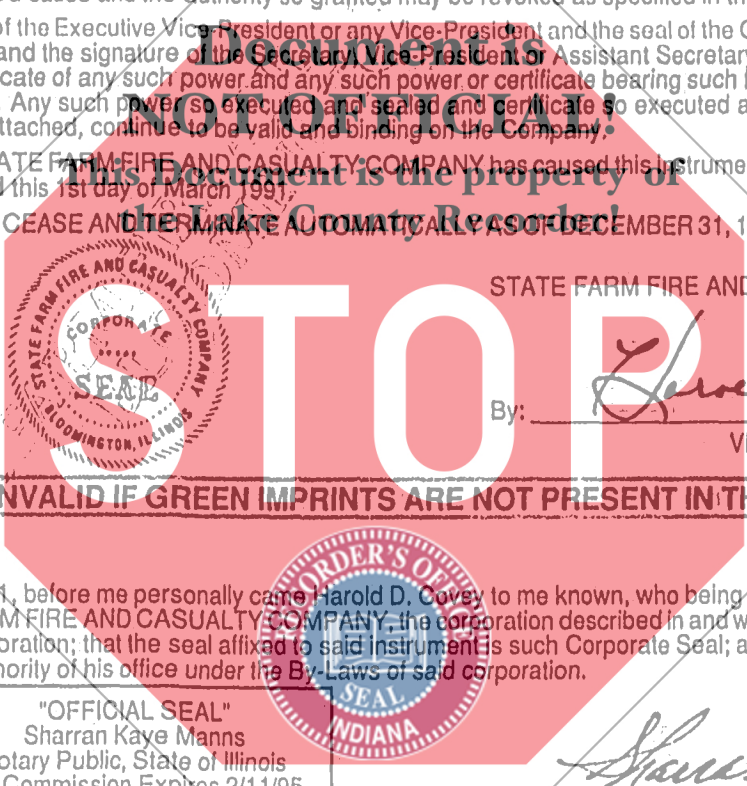 of the Executive Vice-President or any Vice-President and the seal of the
and the signature of the Secretary, Vice-President or Assistant Secretar
icate of any such power and any such power or certificate bearing such
. Any such power so executed and sealed and certificate so executed a
ttached, continue to be valid and binding on the Company.
Document is
NOT OFFICIAL!
This Document is the property of
the Lake County Recorder!
ATE FARM FIRE AND CASUALTY COMPANY has caused this Instrume
this 1st day of March 1991
CEASE AND TERMINATE AUTOMATICALLY AS OF DECEMBER 31, 1
STATE FARM FIRE AND CASUALTY COMPANY
CORPORATE
SEAL
BLOOMINGTON, ILLINOIS
STATE FARM FIRE AND
By:
STOP
NVALID IF GREEN IMPRINTS ARE NOT PRESENT IN TH
1, before me personally came Harold D. Covey to me known, who being
M FIRE AND CASUALTY COMPANY, the corporation described in and w
oration; that the seal affixed to said instrument is such Corporate Seal; a
hority of his office under the By-Laws of said corporation.
RECORDER'S OFFICE
SEAL
INDIANA
"OFFICIAL SEAL"
Sharran Kaye Manns
otary Public, State of Illinois
Commission Expires 2/11/95